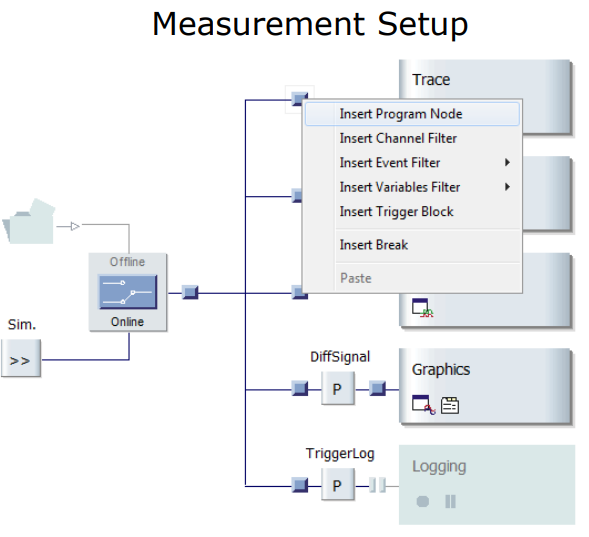 Measurement Setup
Trace
Insert Program Node
Insert Channel Filter
Insert Event Filter
Insert Variables Filter
Insert Trigger Block
Insert Break
Paste
Offline
Online
Sim.
>>
DiffSignal
P
Graphics
TriggerLog
P
Logging